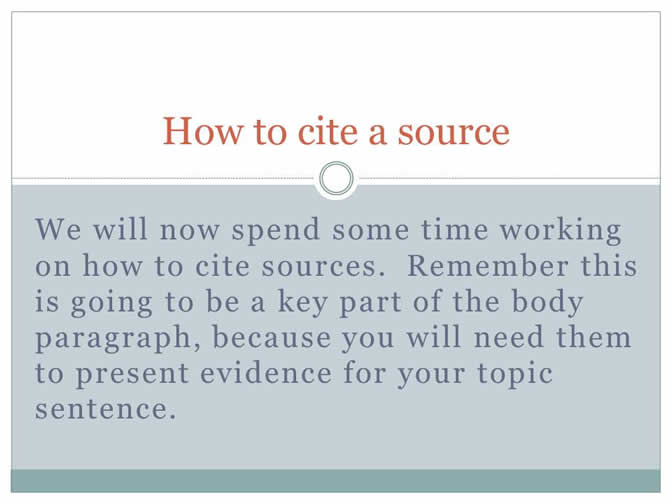 How to cite a source
We will now spend some time working
on how to cite sources.  Remember this
is going to be a key part of the body
paragraph, because you will need them
to present evidence for your topic
sentence.